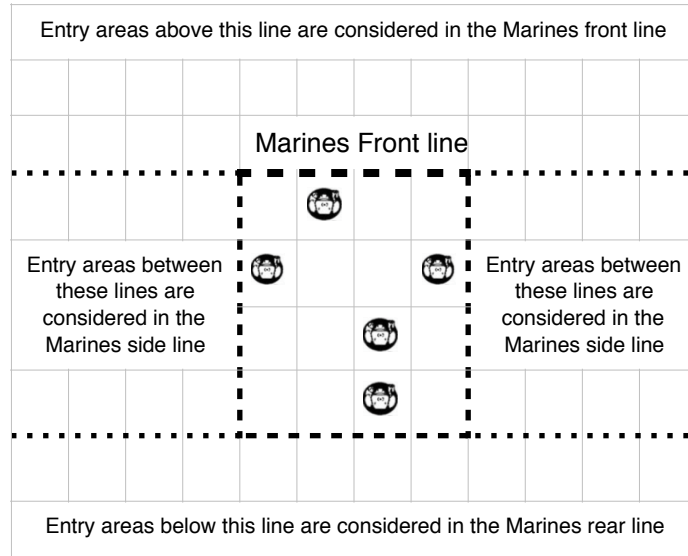 Entry areas above this line are considered in the Marines front line
Marines Front line
Entry areas between
these lines are
considered in the
Marines side line
Entry areas between
these lines are
considered in the
Marines side line
Entry areas below this line are considered in the Marines rear line